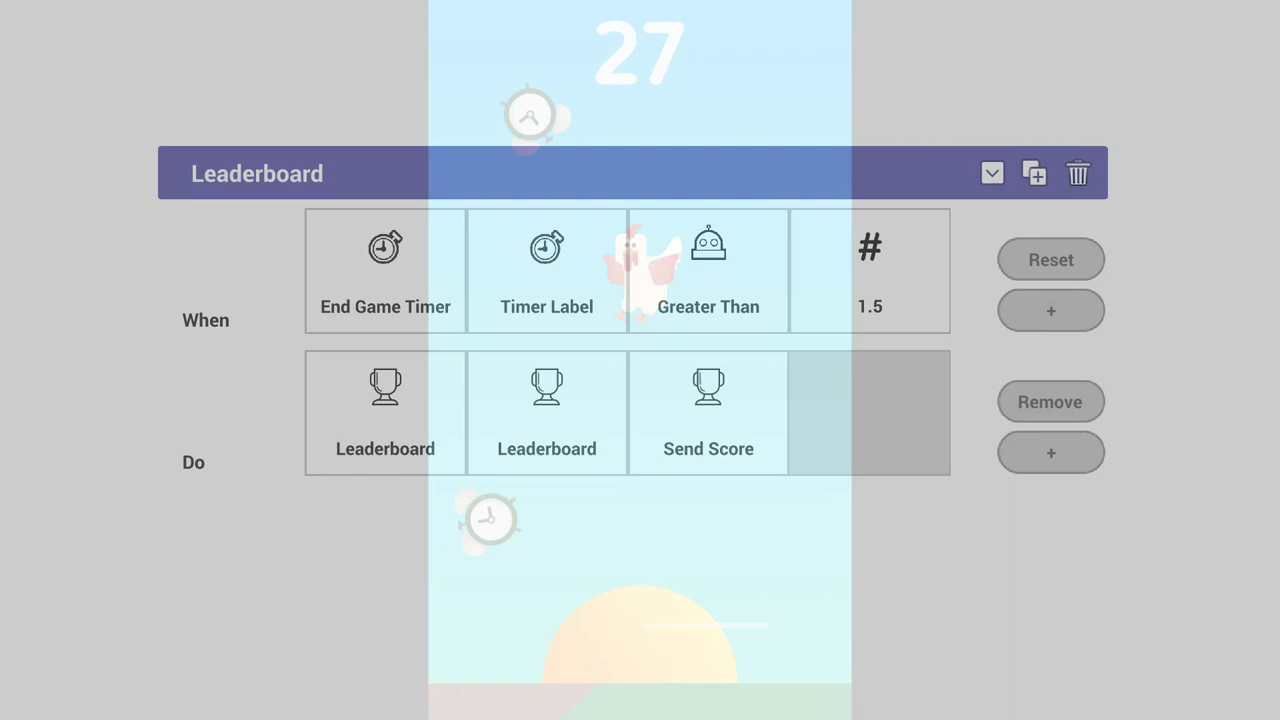 27
Leaderboard
End Game Timer
Timer Label
Greater Than
#
1.5
Reset
When
+
Leaderboard
Leaderboard
Send Score
Remove
Do
+